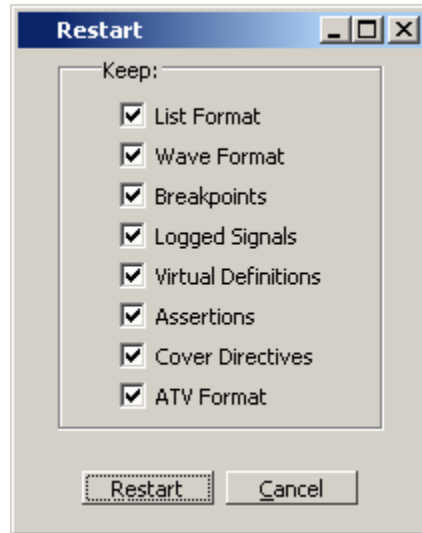 Restart
Keep:
List Format
Wave Format
Breakpoints
Logged Signals
Virtual Definitions
Assertions
Cover Directives
ATV Format
Restart Cancel